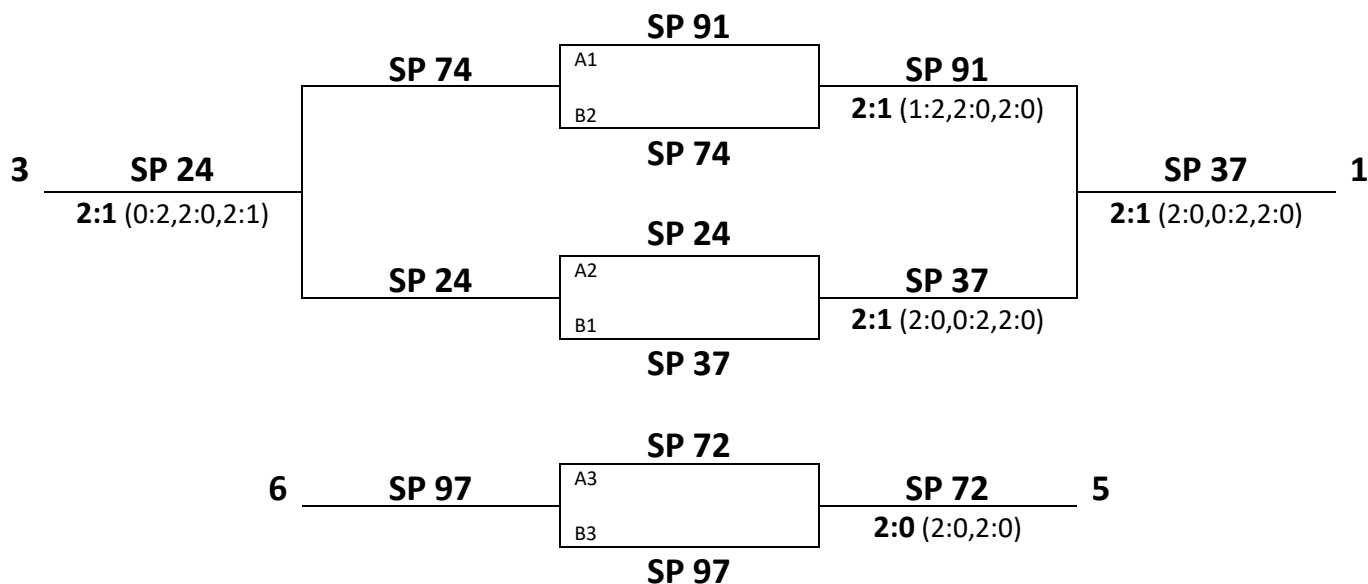 SP 91
SP 74 A1 SP 91
B2 2:1 (1:2,2:0,2:0)
SP 74
3 SP 24 SP 37 1
2:1 (0:2,2:0,2:1) 2:1 (2:0,0:2,2:0)
SP 24
SP 24 A2 SP 37
B1 2:1 (2:0,0:2,2:0)
SP 37
SP 72
6 SP 97 A3 SP 72 5
B3 2:0 (2:0,2:0)
SP 97